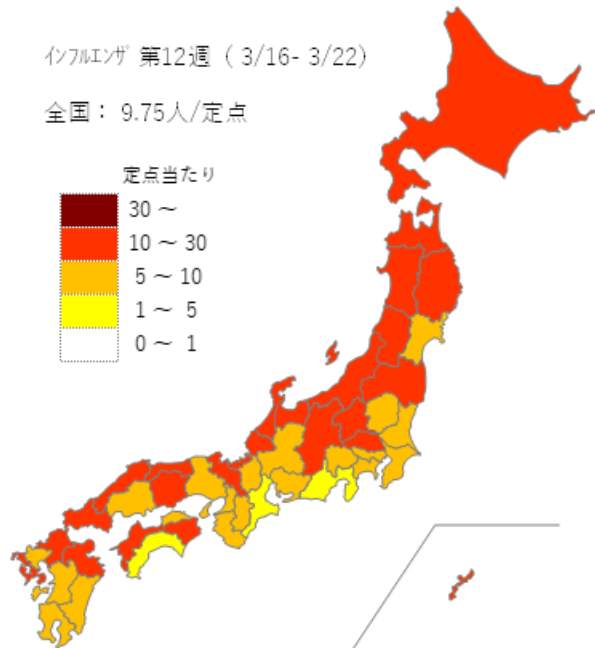 ｲﾝﾌﾙｴﾝｻﾞ 第12週（ 3/16- 3/22）
全国： 9.75人/定点
定点当たり
30 ～
10 ～ 30
5 ～ 10
1 ～ 5
0 ～ 1